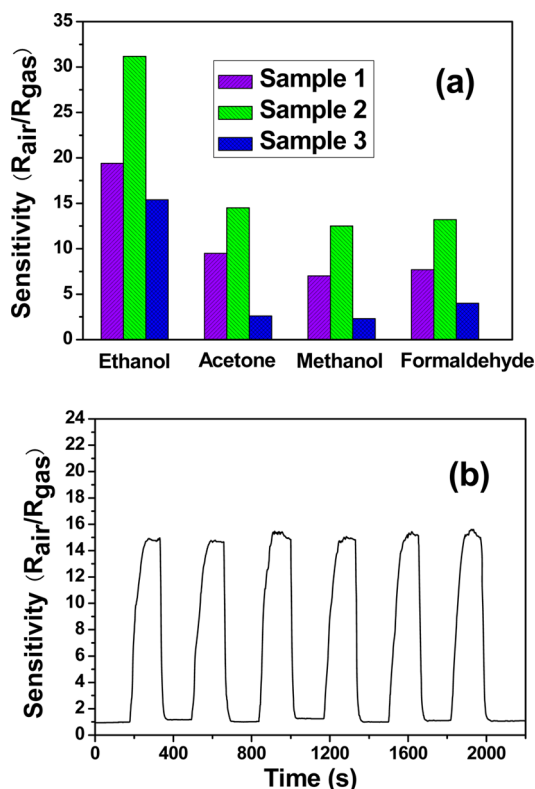 35
30
25
20
15
10
5
0
Sensitivity (Rair/Rgas)
Sample 1
Sample 2
Sample 3
(a)
Ethanol Acetone Methanol Formaldehyde
24
22
20
18
16
14
12
10
8
6
4
2
0
Sensitivity (Rair/Rgas)
(b)
0 400 800 1200 1600 2000
Time (s)